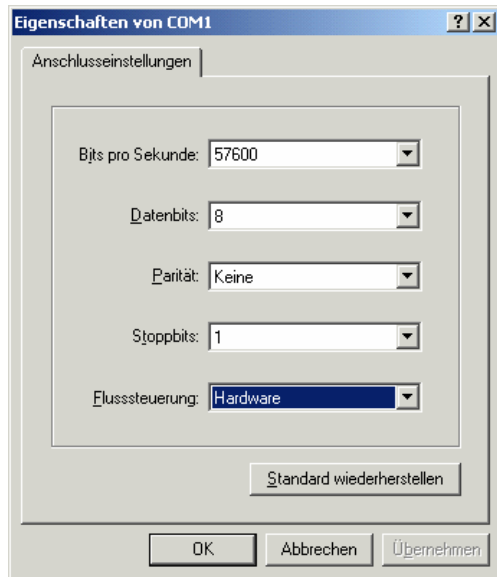 Eigenschaften von COM1
Anschlusseinstellungen
Bits pro Sekunde: 57600
Datenbits: 8
Parität: Keine
Stoppbits: 1
Flusssteuerung: Hardware
Standard wiederherstellen
OK Abbrechen Übernehmen